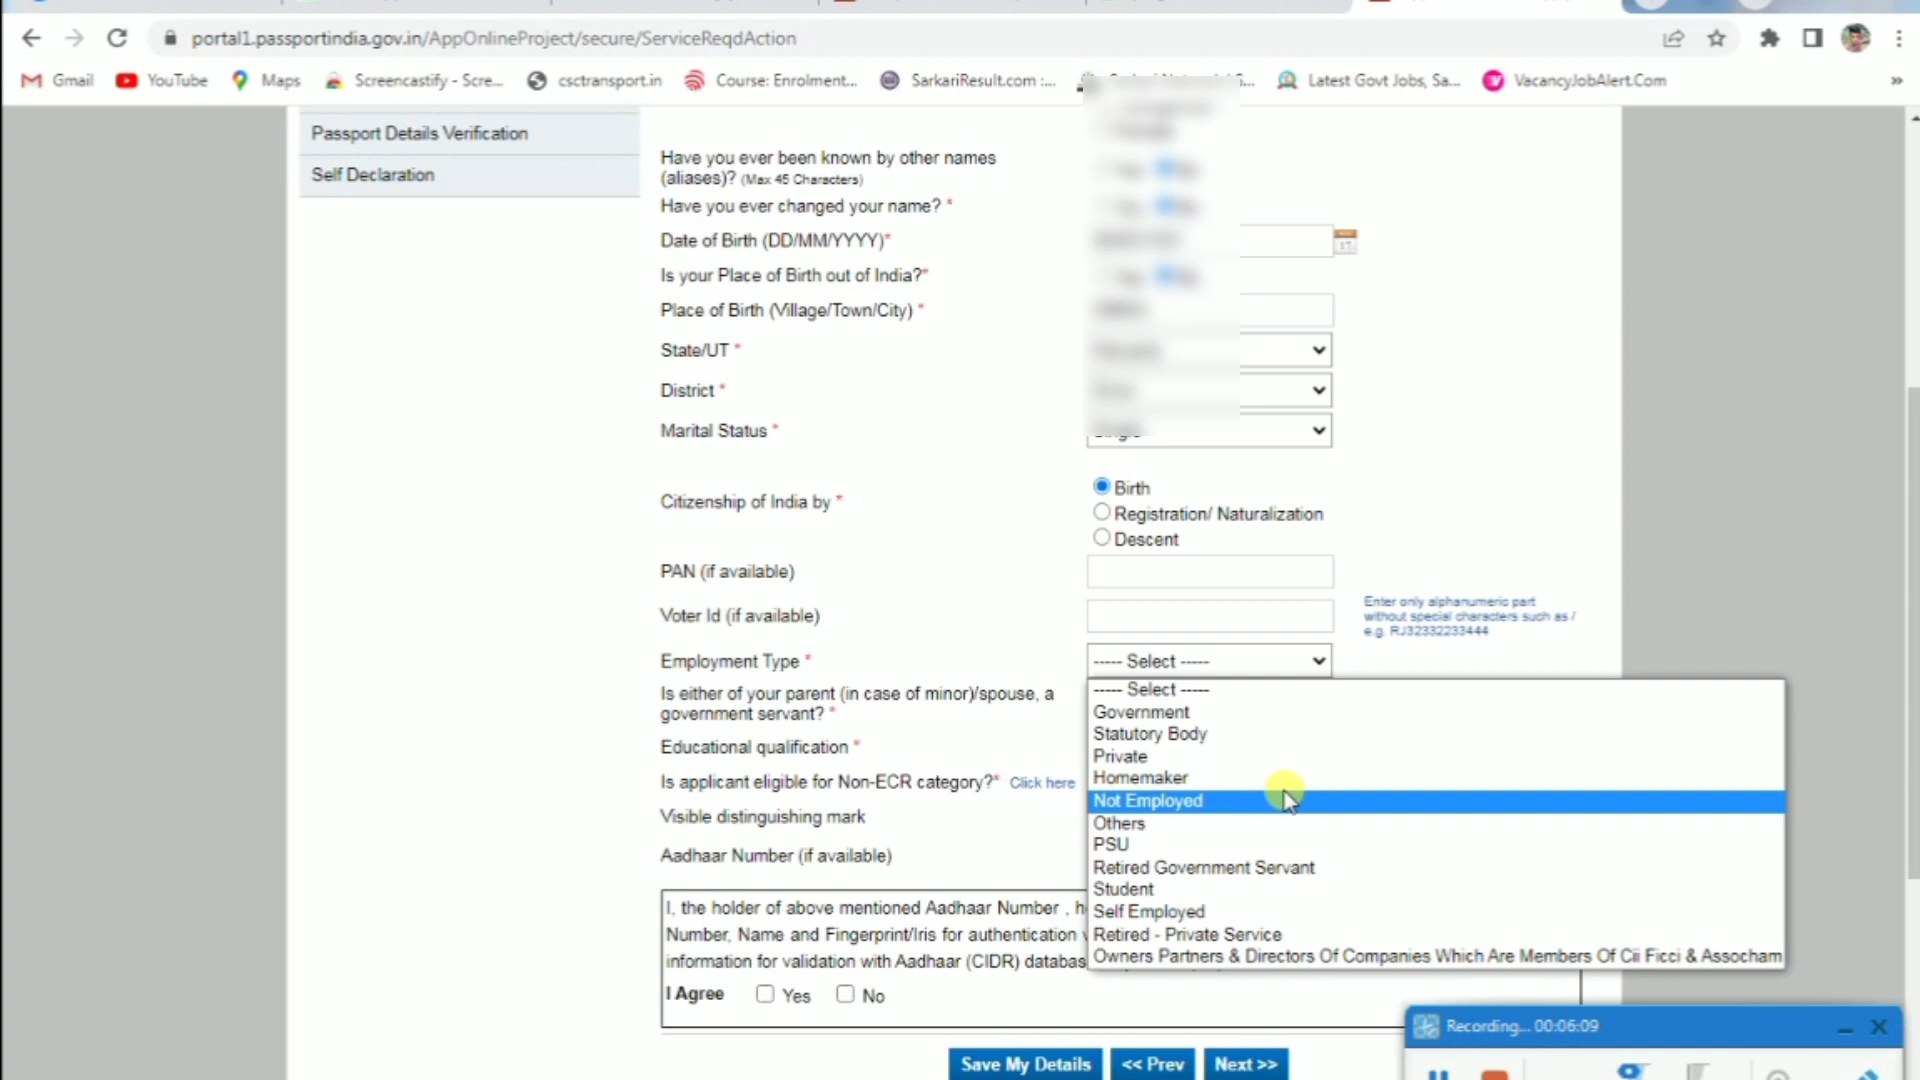 portal1.passportindia.gov.in/AppOnlineProject/secure/ServiceReqdAction
Gmail YouTube Maps Screencastify - Scre... csctransport.in Course: Enrolment... SarkariResult.com :... Latest Govt Jobs, Sa... VacancyJobAlert.Com »
Passport Details Verification
Self Declaration
Have you ever been known by other names
(aliases)? (Max 45 Characters)
Have you ever changed your name? *
Date of Birth (DD/MM/YYYY)*
Is your Place of Birth out of India?*
Place of Birth (Village/Town/City) *
State/UT *
District *
Marital Status *
Single
Citizenship of India by *
Birth
Registration/ Naturalization
Descent
PAN (if available)
Voter Id (if available)
Enter only alphanumeric part
without special characters such as /
e.g. RJ32332233444
Employment Type *
----- Select -----
Is either of your parent (in case of minor)/spouse, a
government servant? *
Educational qualification *
Is applicant eligible for Non-ECR category?* Click here
Visible distinguishing mark
Aadhaar Number (if available)
----- Select -----
Government
Statutory Body
Private
Homemaker
Not Employed
Others
PSU
Retired Government Servant
Student
Self Employed
Retired - Private Service
Owners Partners & Directors Of Companies Which Are Members Of Cii Ficci & Assocham
I, the holder of above mentioned Aadhaar Number , h
Number, Name and Fingerprint/Iris for authentication
information for validation with Aadhaar (CIDR) databas
I Agree Yes No
Save My Details << Prev Next >>
Recording... 00:06:09